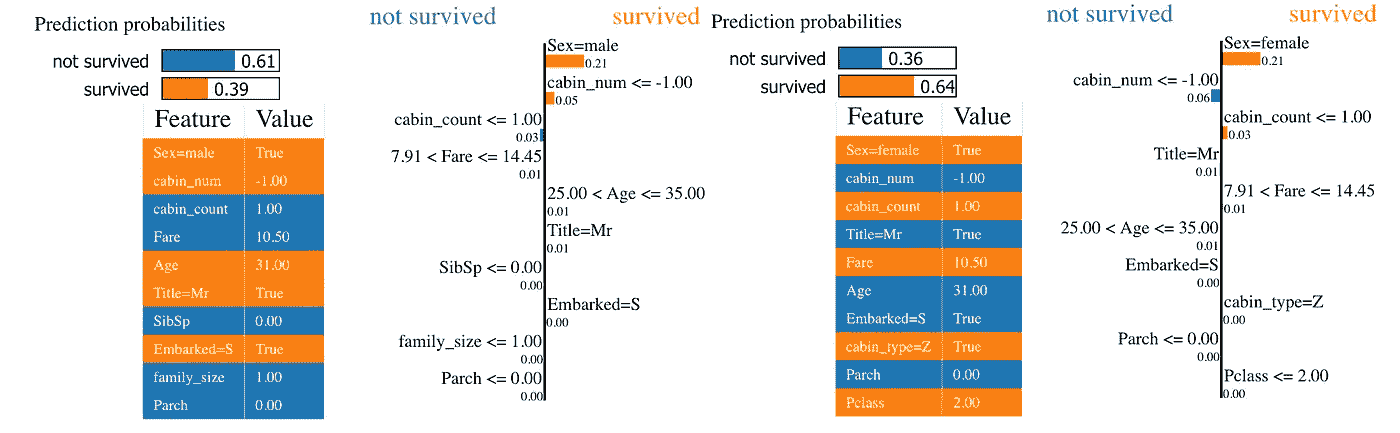 Prediction probabilities
not survived 0.61
survived 0.39
Feature Value
Sex=male True
cabin_num -1.00
cabin_count 1.00
Fare 10.50
Age 31.00
Title=Mr True
SibSp 0.00
Embarked=S True
family_size 1.00
Parch 0.00
not survived survived
Sex=male
0.21
cabin_num <= -1.00
0.05
cabin_count <= 1.00
0.03
7.91 < Fare <= 14.45
0.01
25.00 < Age <= 35.00
0.01
Title=Mr
0.01
SibSp <= 0.00
0.00
Embarked=S
0.00
family_size <= 1.00
0.00
Parch <= 0.00
0.00
Prediction probabilities
not survived 0.36
survived 0.64
Feature Value
Sex=female True
cabin_num -1.00
cabin_count 1.00
Title=Mr True
Fare 10.50
Age 31.00
Embarked=S True
cabin_type=Z True
Parch 0.00
Pclass 2.00
not survived survived
Sex=female
0.21
cabin_num <= -1.00
0.06
cabin_count <= 1.00
0.03
Title=Mr
0.01
7.91 < Fare <= 14.45
0.01
25.00 < Age <= 35.00
0.01
Embarked=S
0.00
cabin_type=Z
0.00
Parch <= 0.00
0.00
Pclass <= 2.00
0.00